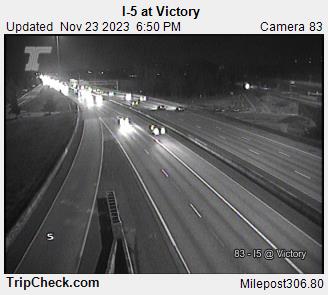 I-5 at Victory
Updated Nov 23 2023 6:50 PM Camera 83
S
83 - I5 @ Victory
TripCheck.com Milepost306.80